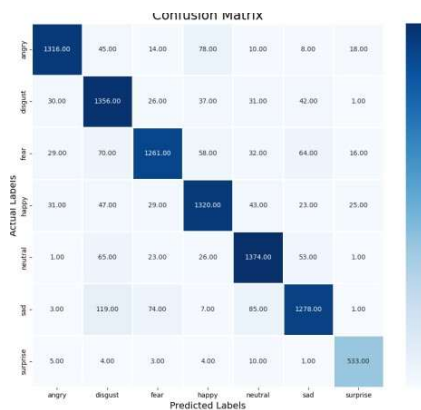 Confusion Matrix
Actual Labels
angry 1316.00 45.00 14.00 78.00 10.00 8.00 18.00
disgust 30.00 1356.00 26.00 37.00 31.00 42.00 1.00
fear 29.00 70.00 1261.00 58.00 32.00 64.00 16.00
happy 31.00 47.00 29.00 1320.00 43.00 23.00 25.00
neutral 1.00 65.00 23.00 26.00 1374.00 53.00 1.00
sad 3.00 119.00 74.00 7.00 85.00 1278.00 1.00
surprise 5.00 4.00 3.00 4.00 10.00 1.00 533.00
angry disgust fear happy neutral sad surprise
Predicted Labels